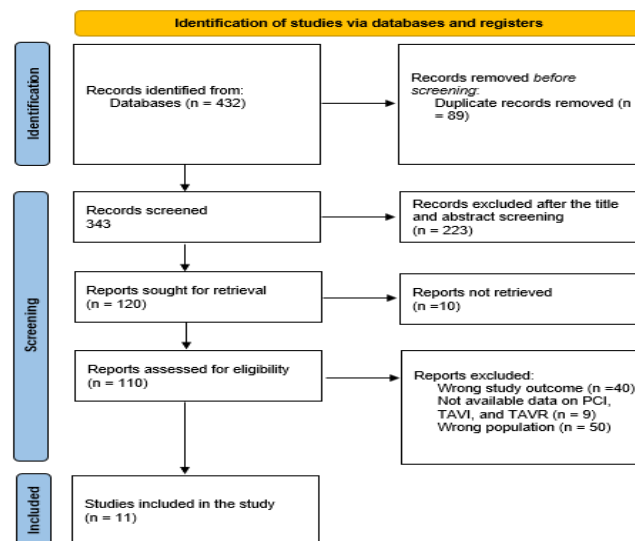 Identification of studies via databases and registers
Identification
Records identified from:
Databases (n = 432)
Records removed before
screening:
Duplicate records removed (n
= 89)
Screening
Records screened
343
Records excluded after the title
and abstract screening
(n = 223)
Reports sought for retrieval
(n = 120)
Reports not retrieved
(n =10)
Reports assessed for eligibility
(n = 110)
Reports excluded:
Wrong study outcome (n =40)
Not available data on PCI,
TAVI, and TAVR (n = 9)
Wrong population (n = 50)
Included
Studies included in the study
(n = 11)